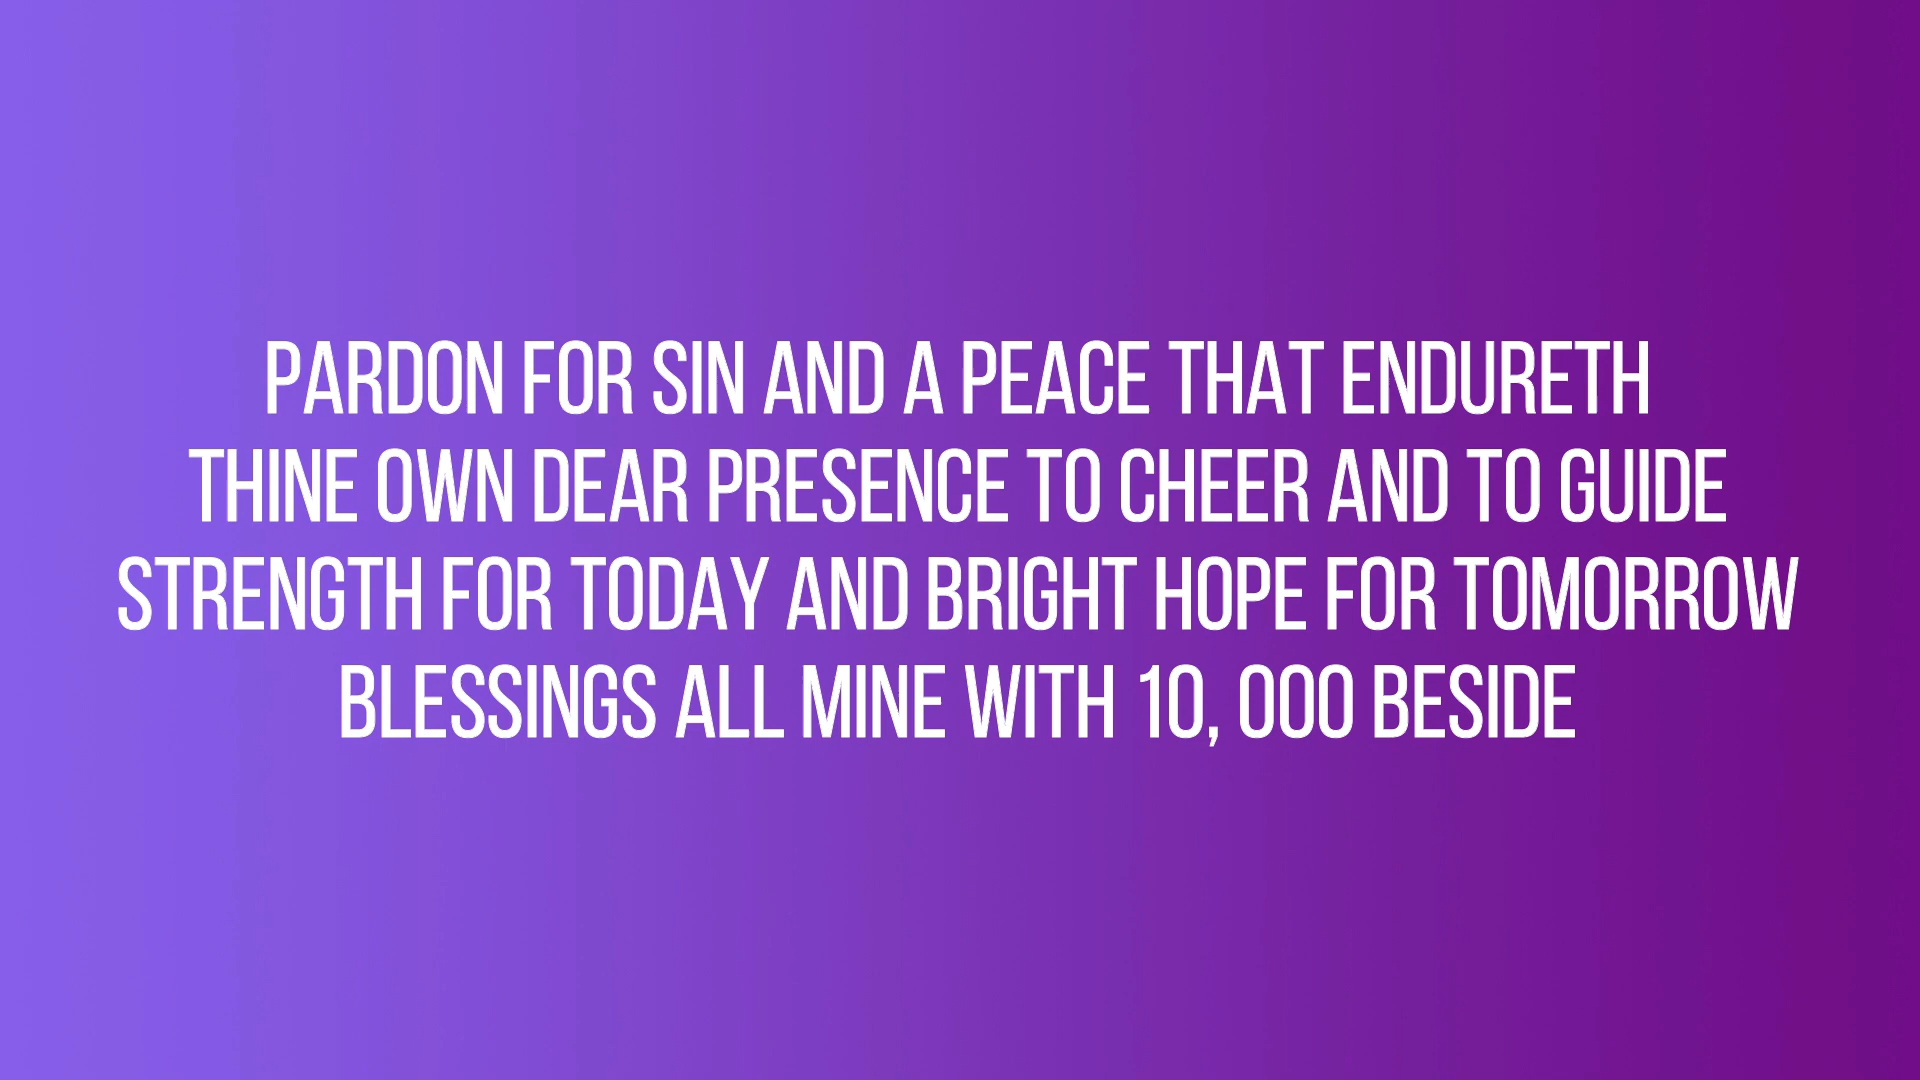 PARDON FOR SIN AND A PEACE THAT ENDURETH
THINE OWN DEAR PRESENCE TO CHEER AND TO GUIDE
STRENGTH FOR TODAY AND BRIGHT HOPE FOR TOMORROW
BLESSINGS ALL MINE WITH 10, 000 BESIDE